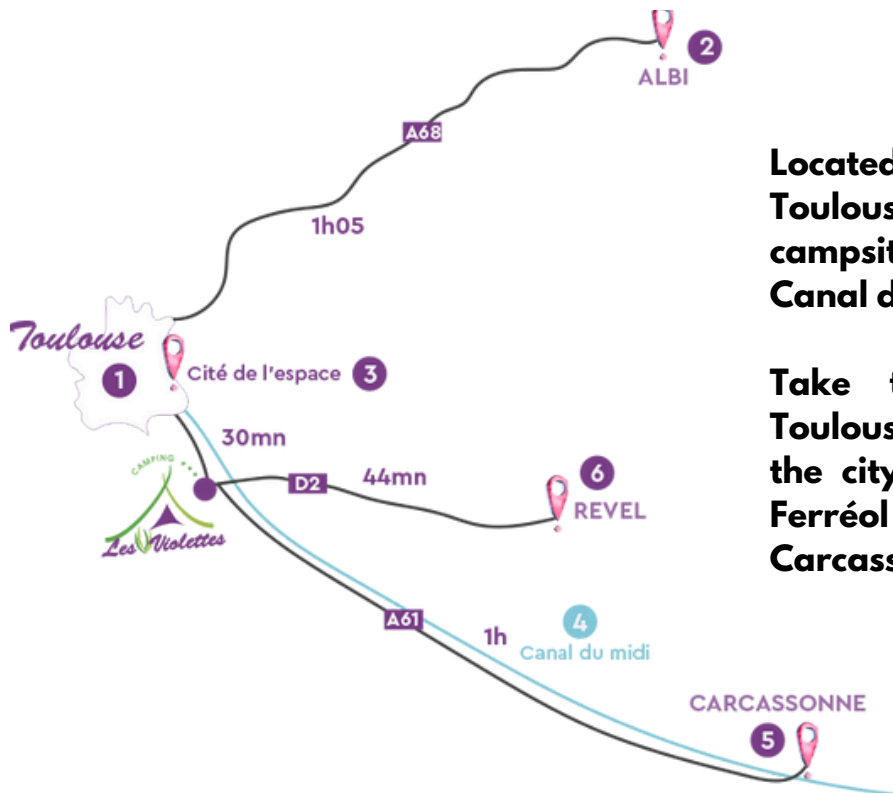 2
ALBI
A68
1h05
Toulouse
1
Cité de l'espace 3
30mn
CAMPING
Les Violettes
D2
44mn
6
REVEL
A61
1h
4
Canal du midi
CARCASSONNE
5
Located
Toulous
campsit
Canal d
Take t
Toulous
the city
Ferréol
Carcass